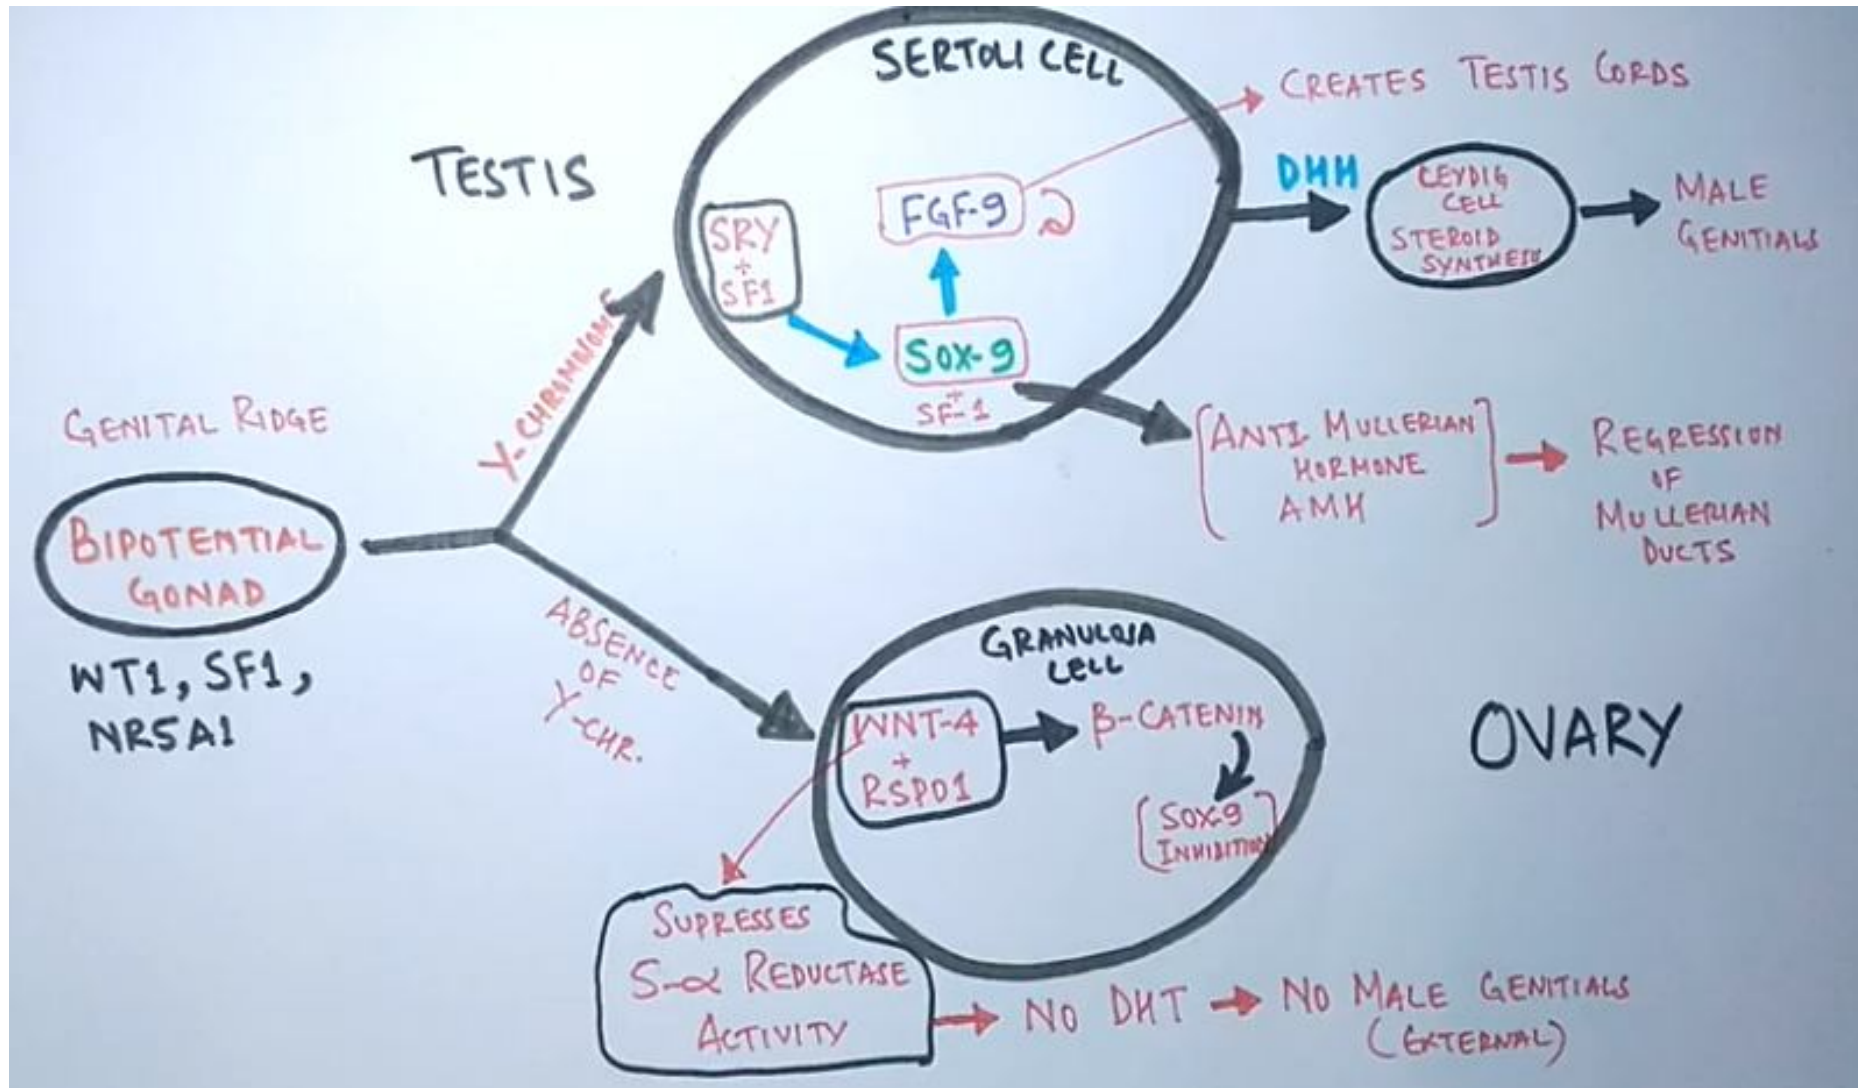 SERTOLI CELL
CREATES TESTIS CORDS
TESTIS
DHH
FGF-9
SRY
+
SF1
LEYDIG
CELL
STEROID
SYNTHESIS
MALE
GENITIALS
SOX-9
+
SF-1
Y-CHROMNOME
GENITAL RIDGE
BIPOTENTIAL
GONAD
WT1, SF1,
NR5A1
ANTI MULLERIAN
HORMONE
AMH
REGRESSION
OF
MULLERIAN
DUCTS
ABSENCE
OF
Y-CHR.
GRANULOSA
CELL
WNT-4
+
RSPO1
β-CATENIN
[SOX-9
INHIBITION]
OVARY
SUPRESSES
5-α REDUCTASE
ACTIVITY
NO DHT
NO MALE GENITIALS
(EXTERNAL)